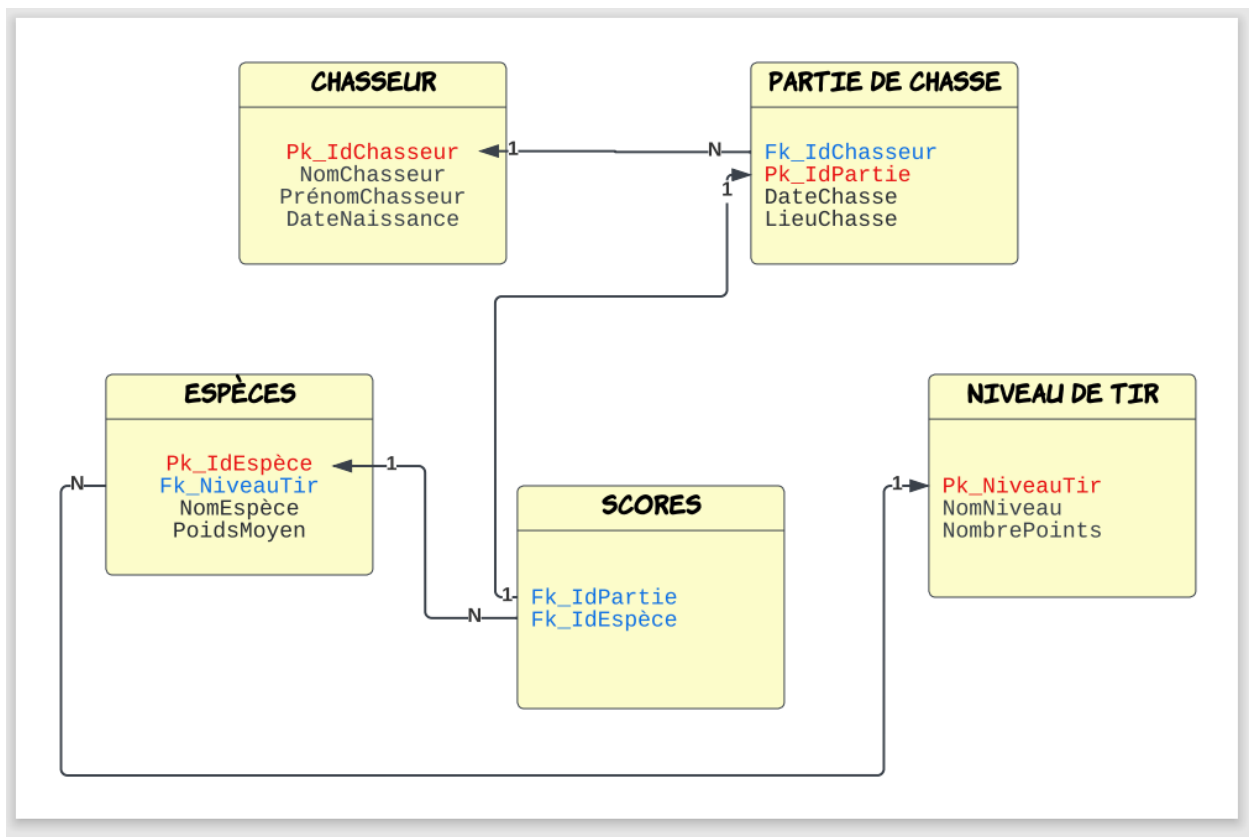 CHASSEUR
Pk_IdChasseur
NomChasseur
PrénomChasseur
DateNaissance
1
N
PARTIE DE CHASSE
Fk_IdChasseur
Pk_IdPartie
DateChasse
LieuChasse
1
ESPÈCES
Pk_IdEspèce
Fk_NiveauTir
NomEspèce
PoidsMoyen
1
N
SCORES
Fk_IdPartie
Fk_IdEspèce
1
N
NIVEAU DE TIR
Pk_NiveauTir
NomNiveau
NombrePoints
1